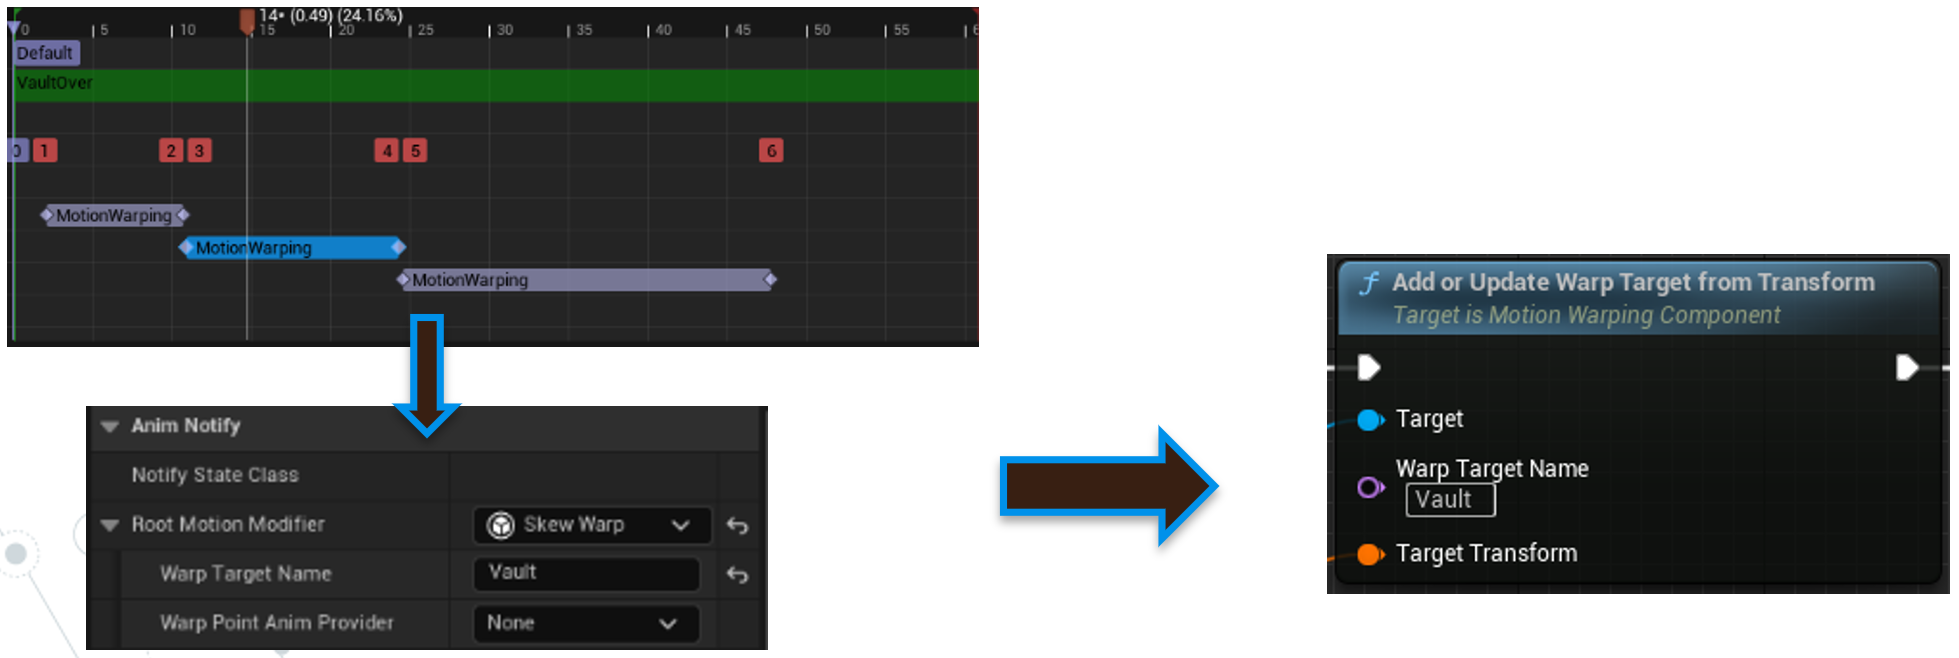 14• (0.49) (24.16%)
0 5 10 15 20 25 30 35 40 45 50 55
Default
VaultOver
0 1 2 3 4 5 6
MotionWarping
MotionWarping
MotionWarping
Anim Notify
Notify State Class
Root Motion Modifier Skew Warp
Warp Target Name Vault
Warp Point Anim Provider None
f Add or Update Warp Target from Transform
Target is Motion Warping Component
Target
Warp Target Name
Vault
Target Transform